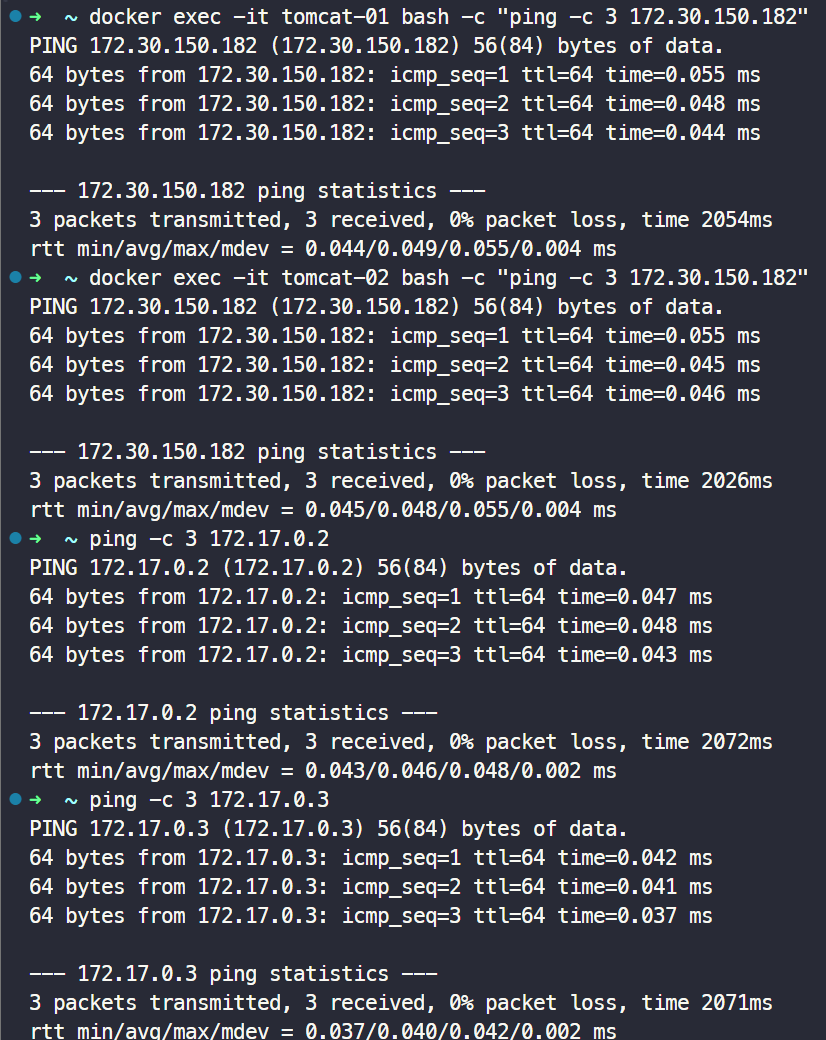 ➜  ~ docker exec -it tomcat-01 bash -c "ping -c 3 172.30.150.182"
PING 172.30.150.182 (172.30.150.182) 56(84) bytes of data.
64 bytes from 172.30.150.182: icmp_seq=1 ttl=64 time=0.055 ms
64 bytes from 172.30.150.182: icmp_seq=2 ttl=64 time=0.048 ms
64 bytes from 172.30.150.182: icmp_seq=3 ttl=64 time=0.044 ms

--- 172.30.150.182 ping statistics ---
3 packets transmitted, 3 received, 0% packet loss, time 2054ms
rtt min/avg/max/mdev = 0.044/0.049/0.055/0.004 ms
➜  ~ docker exec -it tomcat-02 bash -c "ping -c 3 172.30.150.182"
PING 172.30.150.182 (172.30.150.182) 56(84) bytes of data.
64 bytes from 172.30.150.182: icmp_seq=1 ttl=64 time=0.055 ms
64 bytes from 172.30.150.182: icmp_seq=2 ttl=64 time=0.045 ms
64 bytes from 172.30.150.182: icmp_seq=3 ttl=64 time=0.046 ms

--- 172.30.150.182 ping statistics ---
3 packets transmitted, 3 received, 0% packet loss, time 2026ms
rtt min/avg/max/mdev = 0.045/0.048/0.055/0.004 ms
➜  ~ ping -c 3 172.17.0.2
PING 172.17.0.2 (172.17.0.2) 56(84) bytes of data.
64 bytes from 172.17.0.2: icmp_seq=1 ttl=64 time=0.047 ms
64 bytes from 172.17.0.2: icmp_seq=2 ttl=64 time=0.048 ms
64 bytes from 172.17.0.2: icmp_seq=3 ttl=64 time=0.043 ms

--- 172.17.0.2 ping statistics ---
3 packets transmitted, 3 received, 0% packet loss, time 2072ms
rtt min/avg/max/mdev = 0.043/0.046/0.048/0.002 ms
➜  ~ ping -c 3 172.17.0.3
PING 172.17.0.3 (172.17.0.3) 56(84) bytes of data.
64 bytes from 172.17.0.3: icmp_seq=1 ttl=64 time=0.042 ms
64 bytes from 172.17.0.3: icmp_seq=2 ttl=64 time=0.041 ms
64 bytes from 172.17.0.3: icmp_seq=3 ttl=64 time=0.037 ms

--- 172.17.0.3 ping statistics ---
3 packets transmitted, 3 received, 0% packet loss, time 2071ms
rtt min/avg/max/mdev = 0.037/0.040/0.042/0.002 ms